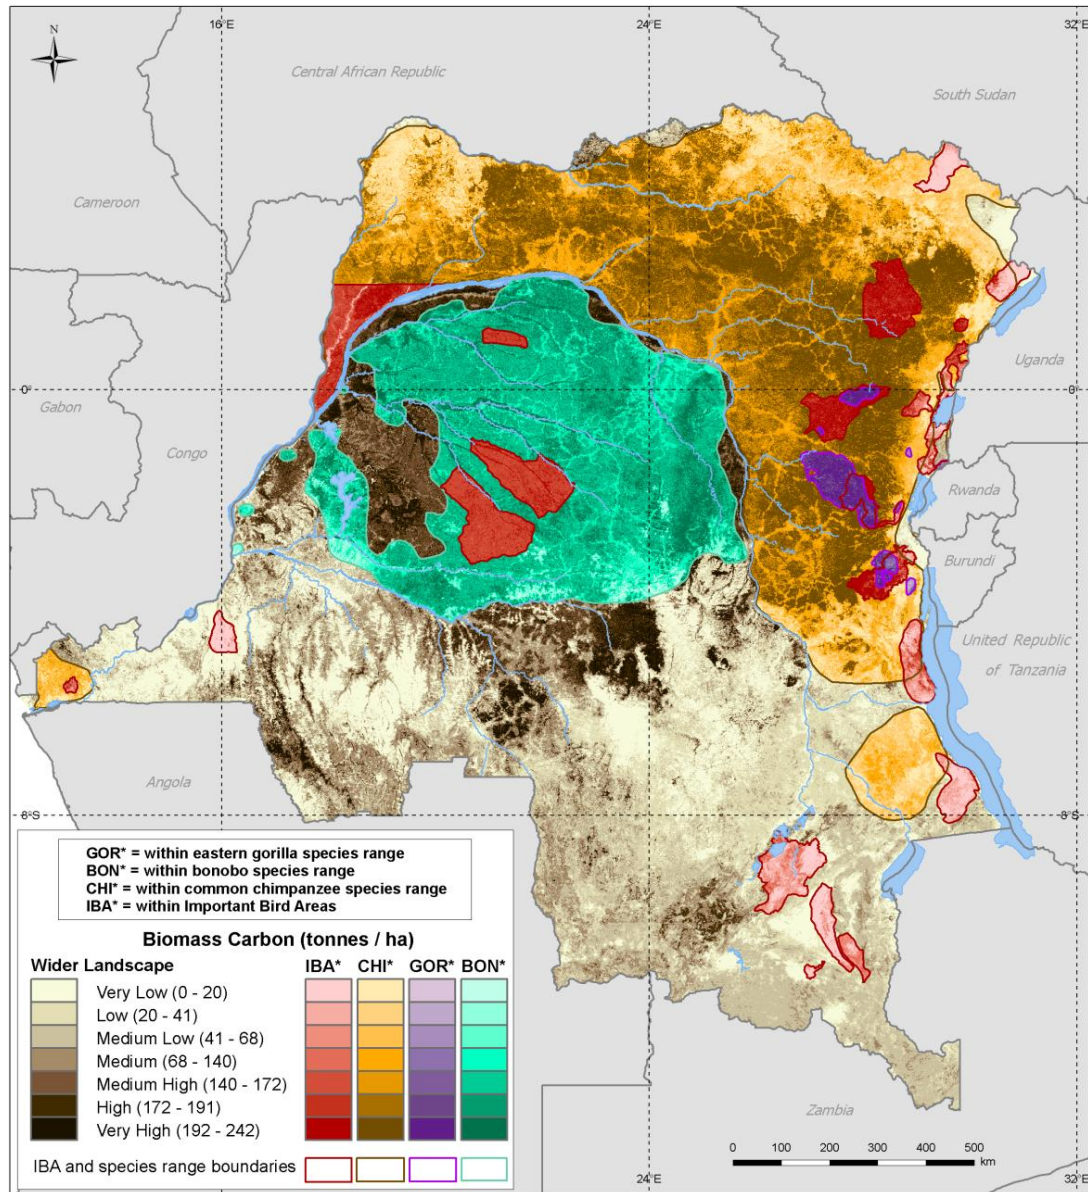 16°E
24°E
32°E
N
Central African Republic
South Sudan
Cameroon
Uganda
0°
0°
Gabon
Congo
Rwanda
Burundi
United Republic
of Tanzania
Angola
8°S
8°S
GOR* = within eastern gorilla species range
BON* = within bonobo species range
CHI* = within common chimpanzee species range
IBA* = within Important Bird Areas
Biomass Carbon (tonnes / ha)
Wider Landscape IBA* CHI* GOR* BON*
Very Low (0 - 20)
Low (20 - 41)
Medium Low (41 - 68)
Medium (68 - 140)
Medium High (140 - 172)
High (172 - 191)
Very High (192 - 242)
IBA and species range boundaries
Zambia
0 100 200 300 400 500
km
24°E
32°E